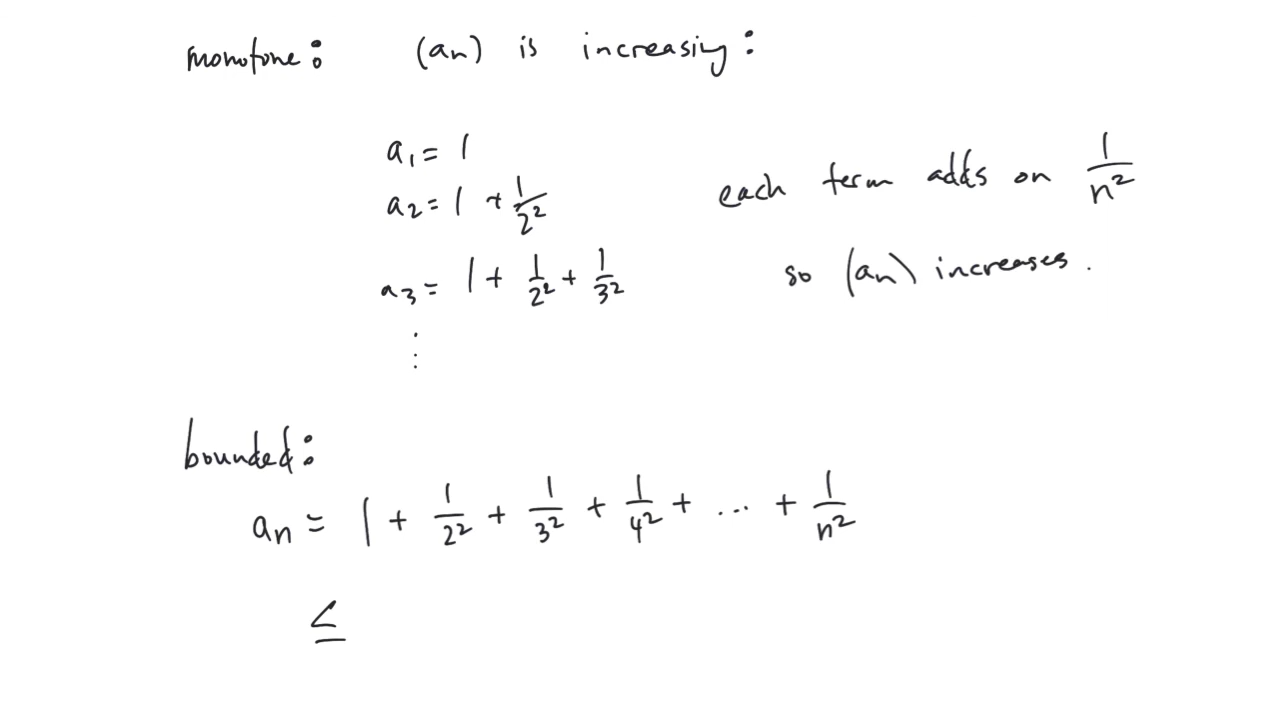 monotone: (an) is increasing:
a1 = 1
a2 = 1 + 1/2²
each term adds on 1/n²
a3 = 1 + 1/2² + 1/3²
so (an) increases.
⋮
bounded:
an = 1 + 1/2² + 1/3² + 1/4² + ... + 1/n²
≤